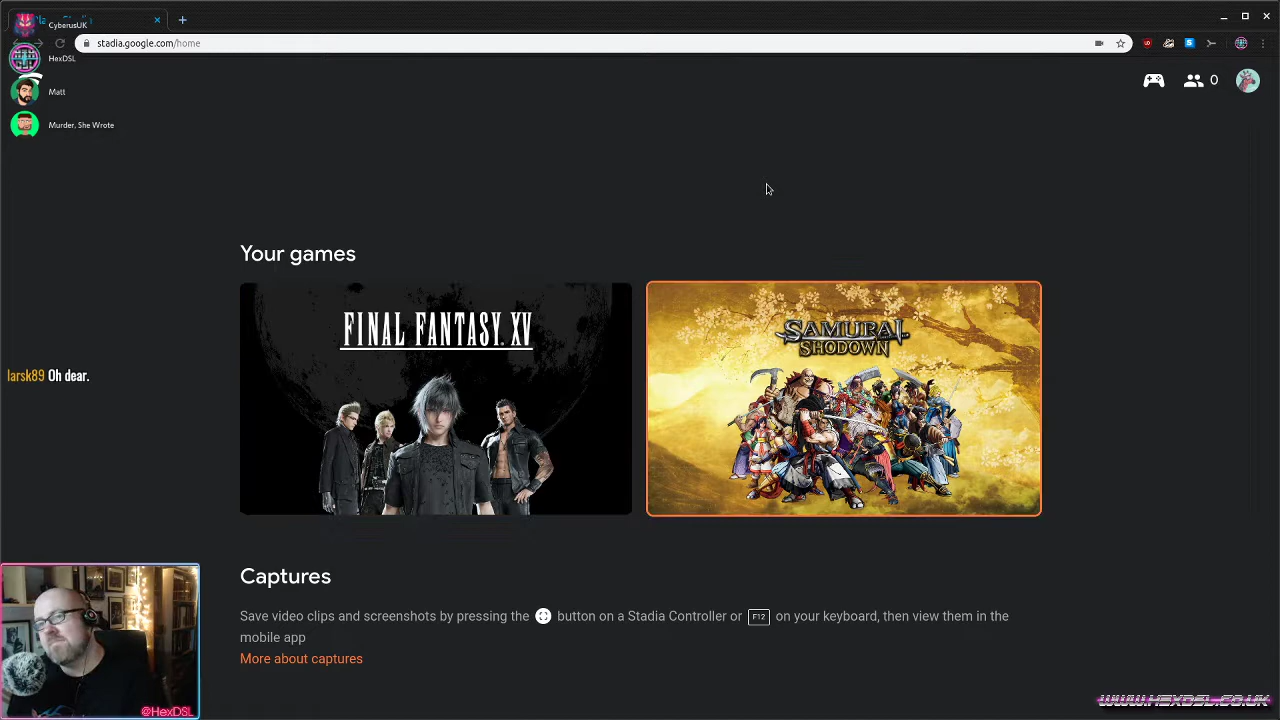 CyberusUK
stadia.google.com/home
HexDSL
0
Matt
Murder, She Wrote
Your games
FINAL FANTASY XV
SAMURAI
SHODOWN
larsk89 Oh dear.
Captures
Save video clips and screenshots by pressing the button on a Stadia Controller or F12 on your keyboard, then view them in the
mobile app
More about captures
@HexDSL
WWW.HEXDSL.CO.UK